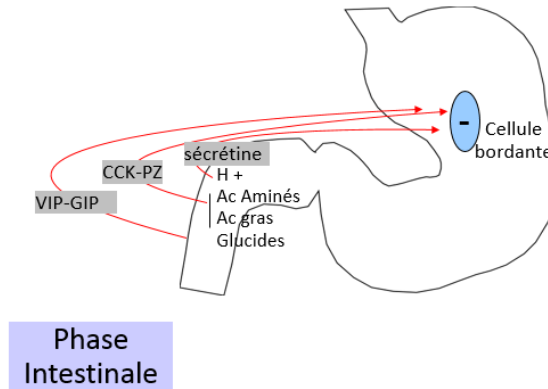 sécrétine
CCK-PZ
VIP-GIP
H +
Ac Aminés
Ac gras
Glucides
-
Cellule
bordante
Phase
Intestinale